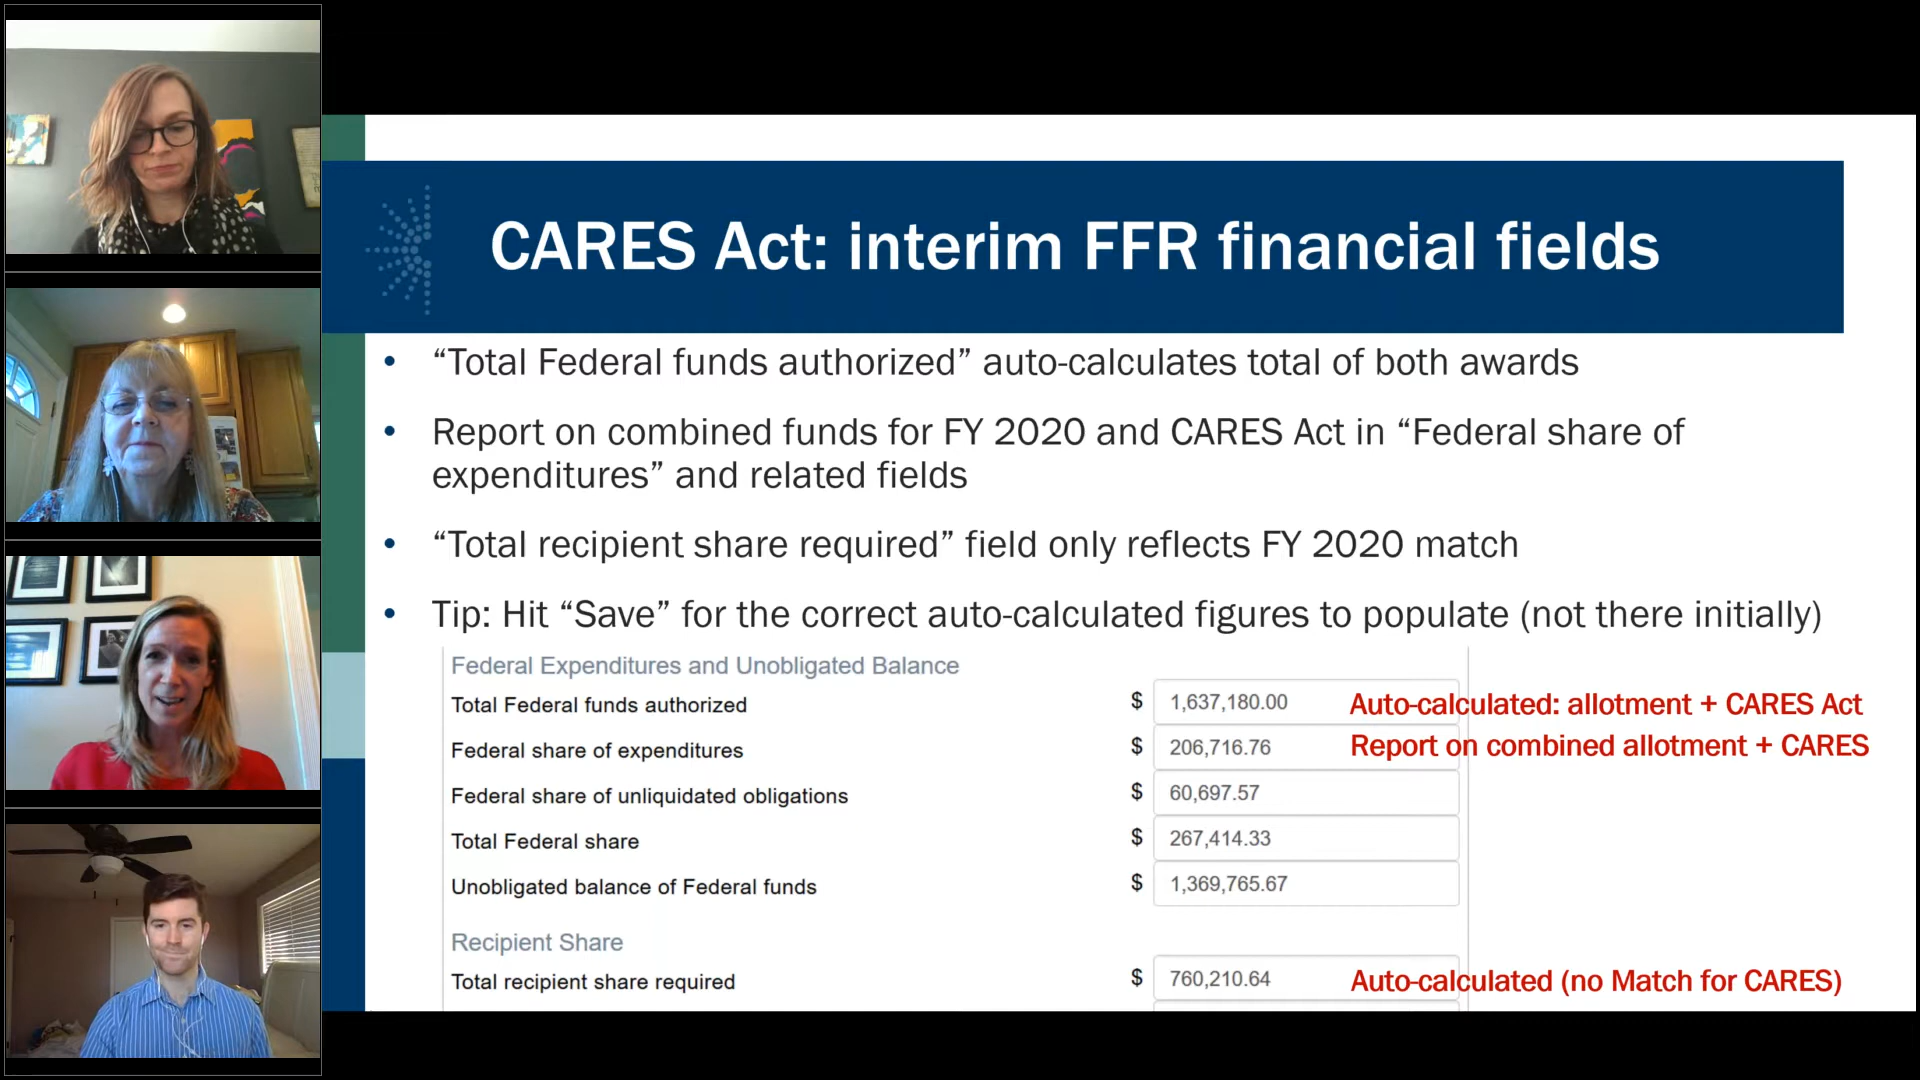 CARES Act: interim FFR financial fields
• “Total Federal funds authorized” auto-calculates total of both awards
• Report on combined funds for FY 2020 and CARES Act in “Federal share of
expenditures” and related fields
• “Total recipient share required” field only reflects FY 2020 match
• Tip: Hit “Save” for the correct auto-calculated figures to populate (not there initially)
Federal Expenditures and Unobligated Balance
Total Federal funds authorized $ 1,637,180.00 Auto-calculated: allotment + CARES Act
Federal share of expenditures $ 206,716.76 Report on combined allotment + CARES
Federal share of unliquidated obligations $ 60,697.57
Total Federal share $ 267,414.33
Unobligated balance of Federal funds $ 1,369,765.67
Recipient Share
Total recipient share required $ 760,210.64 Auto-calculated (no Match for CARES)